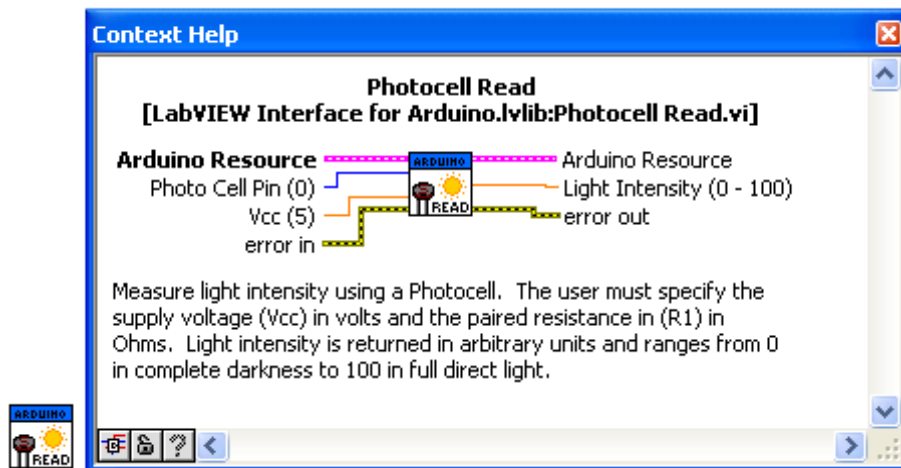 Context Help
Photocell Read
[LabVIEW Interface for Arduino.lvlib:Photocell Read.vi]
Arduino Resource
Photo Cell Pin (0)
Vcc (5)
error in
ARDUINO
READ
Arduino Resource
Light Intensity (0 - 100)
error out
Measure light intensity using a Photocell. The user must specify the
supply voltage (Vcc) in volts and the paired resistance in (R1) in
Ohms. Light intensity is returned in arbitrary units and ranges from 0
in complete darkness to 100 in full direct light.
ARDUINO
READ
?